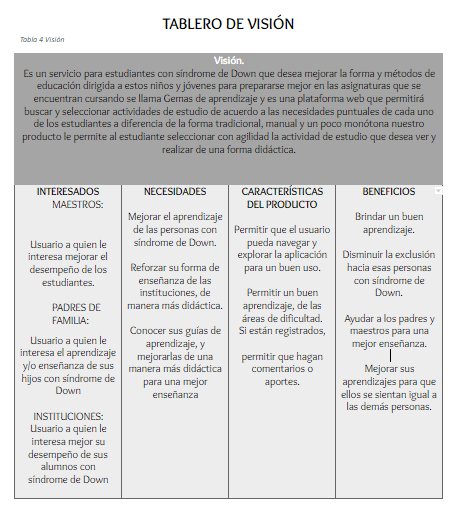 TABLERO DE VISIÓN
Tabla 4 Visión
Visión.
Es un servicio para estudiantes con síndrome de Down que desea mejorar la forma y métodos de
educación dirigida a estos niños y jóvenes para prepararse mejor en las asignaturas que se
encuentran cursando se llama Gemas de aprendizaje y es una plataforma web que permitirá
buscar y seleccionar actividades de estudio de acuerdo a las necesidades puntuales de cada uno
de los estudiantes a diferencia de la forma tradicional, manual y un poco monótona nuestro
producto le permite al estudiante seleccionar con agilidad la actividad de estudio que desea ver y
realizar de una forma didáctica.
INTERESADOS
MAESTROS:
Usuario a quien le
interesa mejorar el
desempeño de los
estudiantes.
PADRES DE
FAMILIA:
Usuario a quien le
interesa el aprendizaje
y/o enseñanza de sus
hijos con síndrome de
Down
INSTITUCIONES:
Usuario a quien le
interesa mejor su
desempeño de sus
alumnos con
síndrome de Down
NECESIDADES
Mejorar el aprendizaje
de las personas con
síndrome de Down.
Reforzar su forma de
enseñanza de las
instituciones, de
manera más didáctica.
Conocer sus guías de
aprendizaje, y
mejorarlas de una
manera más didáctica
para una mejor
enseñanza
CARACTERÍSTICAS
DEL PRODUCTO
Permitir que el usuario
pueda navegar y
explorar la aplicación
para un buen uso.
Permitir un buen
aprendizaje, de las
áreas de dificultad.
Si están registrados,
permitir que hagan
comentarios o
aportes.
BENEFICIOS
Brindar un buen
aprendizaje.
Disminuir la exclusión
hacia esas personas
con síndrome de
Down.
Ayudar a los padres y
maestros para una
mejor enseñanza.
Mejorar sus
aprendizajes para que
ellos se sientan igual a
las demás personas.